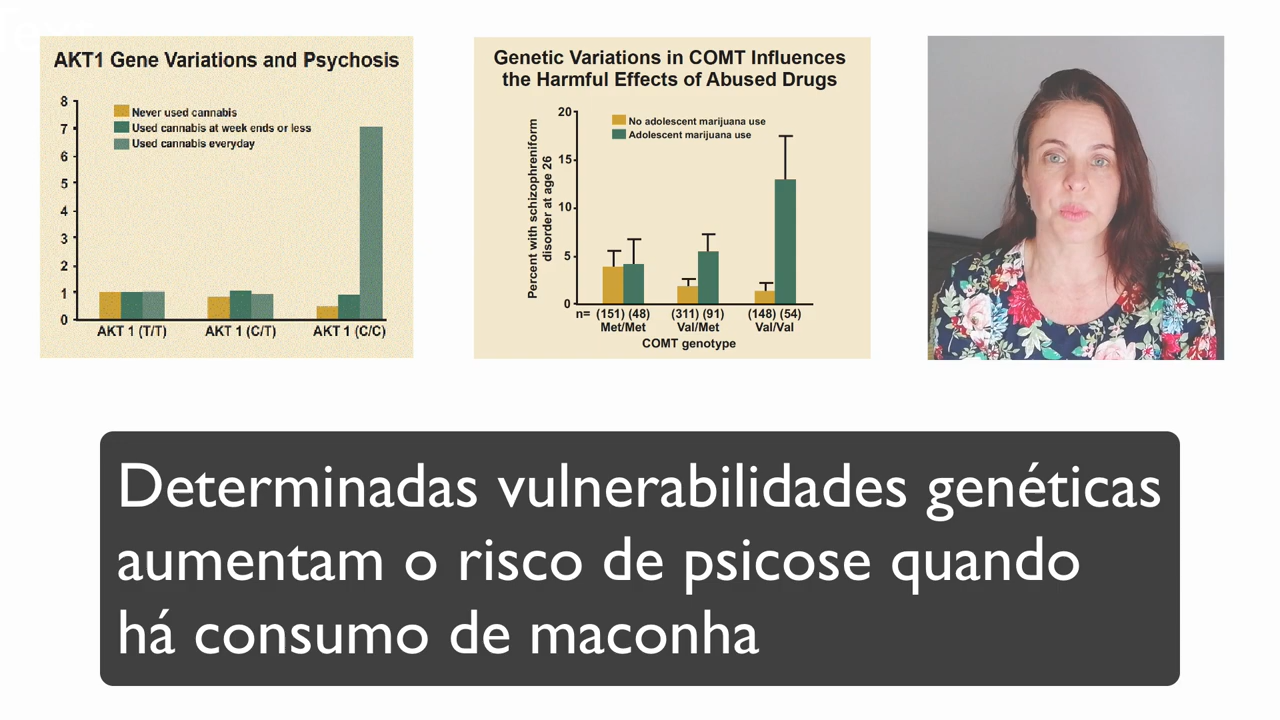 AKT1 Gene Variations and Psychosis
8
7
6
5
4
3
2
1
0
Never used cannabis
Used cannabis at week ends or less
Used cannabis everyday
AKT 1 (T/T)
AKT 1 (C/T)
AKT 1 (C/C)
Genetic Variations in COMT Influences
the Harmful Effects of Abused Drugs
Percent with schizophreniform
disorder at age 26
20
15
10
5
0
No adolescent marijuana use
Adolescent marijuana use
n= (151) (48) (311) (91) (148) (54)
Met/Met Val/Met Val/Val
COMT genotype
Determinadas vulnerabilidades genéticas
aumentam o risco de psicose quando
há consumo de maconha